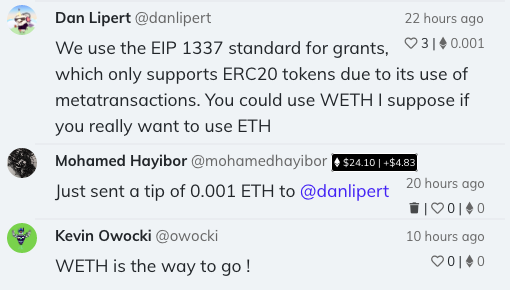 Dan Lipert @danlipert 22 hours ago
We use the EIP 1337 standard for grants, 3 | 0.001
which only supports ERC20 tokens due to its use of
metatransactions. You could use WETH I suppose if
you really want to use ETH
Mohamed Hayibor @mohamedhayibor $24.10 | +$4.83
20 hours ago
Just sent a tip of 0.001 ETH to @danlipert
| 0 | 0
Kevin Owocki @owocki 10 hours ago
0 | 0
WETH is the way to go !